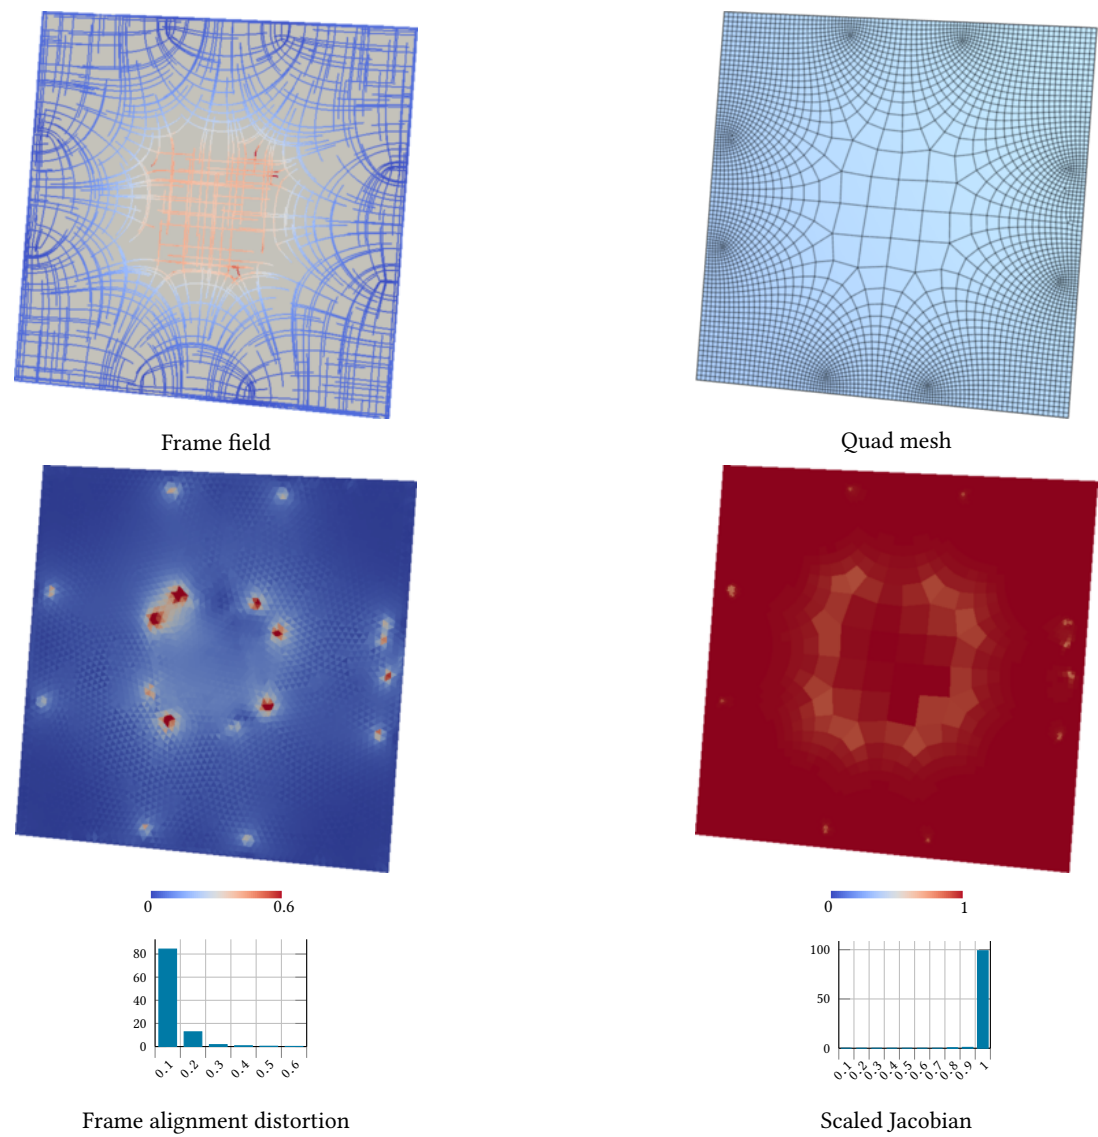 Frame field
Quad mesh
0 0.6
0 1
80
60
40
20
0
0.1 0.2 0.3 0.4 0.5 0.6
100
50
0
0.1 0.2 0.3 0.4 0.5 0.6 0.7 0.8 0.9 1
Frame alignment distortion
Scaled Jacobian